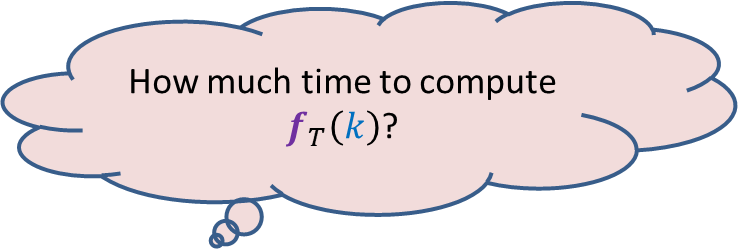 How much time to compute
𝒇_T(k)?